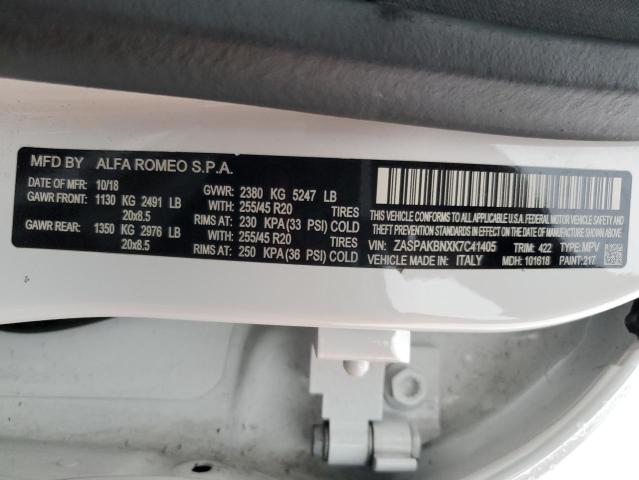 MFD BY ALFA ROMEO S.P.A.
DATE OF MFR: 10/18 GVWR: 2380 KG 5247 LB
GAWR FRONT: 1130 KG 2491 LB WITH: 255/45 R20 TIRES
20x8.5 RIMS AT: 230 KPA (33 PSI) COLD
GAWR REAR: 1350 KG 2976 LB WITH: 255/45 R20 TIRES
20x8.5 RIMS AT: 250 KPA (36 PSI) COLD
THIS VEHICLE CONFORMS TO ALL APPLICABLE U.S.A. FEDERAL MOTOR VEHICLE SAFETY, BUMPER AND THEFT
PREVENTION STANDARDS IN EFFECT ON THE DATE OF MANUFACTURE SHOWN ABOVE.
VIN: ZASPAKBNXK7C41405 TRIM: 422 TYPE: MPV
VEHICLE MADE IN: ITALY MDH: 101618 PAINT: 217